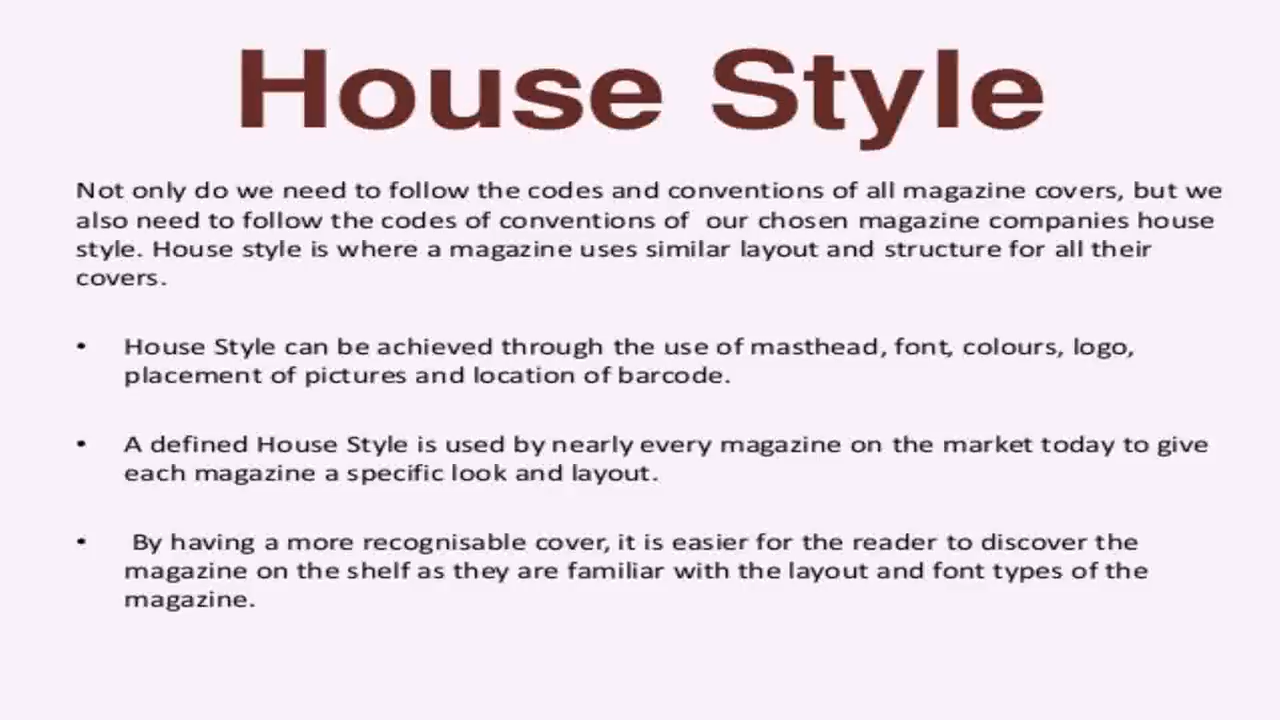 House Style
Not only do we need to follow the codes and conventions of all magazine covers, but we
also need to follow the codes of conventions of our chosen magazine companies house
style. House style is where a magazine uses similar layout and structure for all their
covers.
• House Style can be achieved through the use of masthead, font, colours, logo,
placement of pictures and location of barcode.
• A defined House Style is used by nearly every magazine on the market today to give
each magazine a specific look and layout.
• By having a more recognisable cover, it is easier for the reader to discover the
magazine on the shelf as they are familiar with the layout and font types of the
magazine.